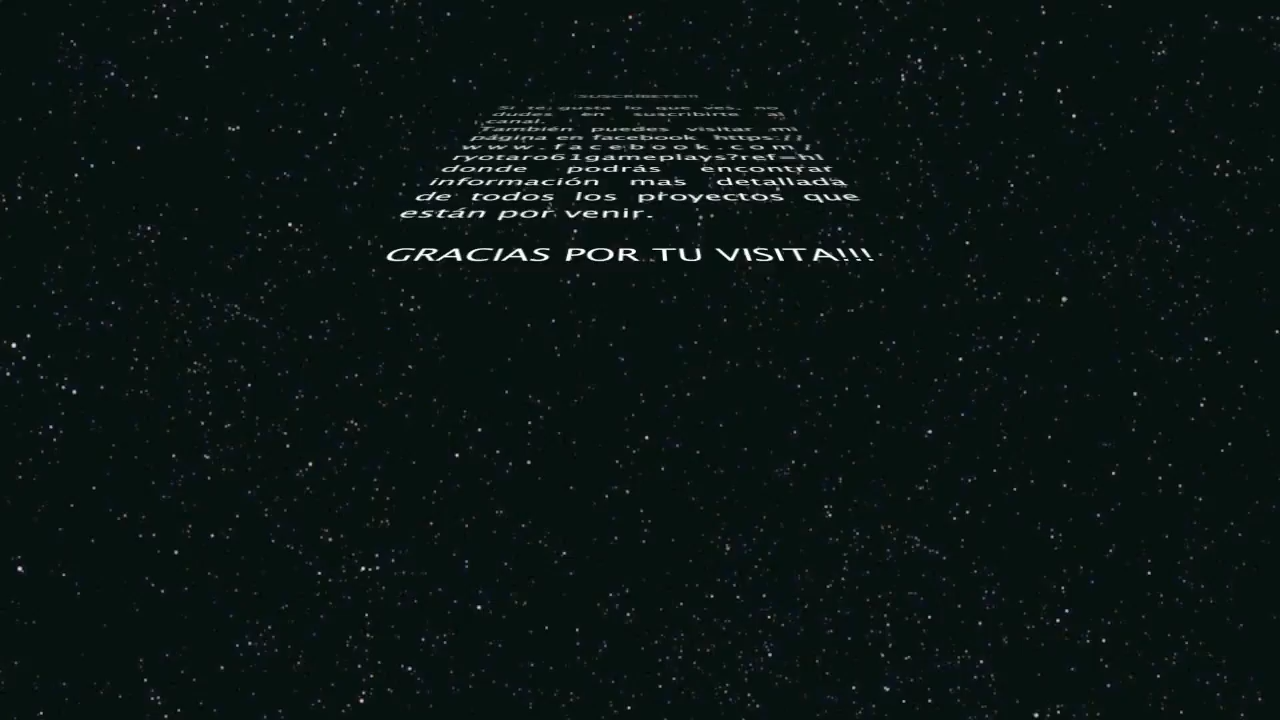 SUSCRÍBETE!!!
Si te gusta lo que ves, no
dudes en suscribirte al
canal.
También puedes visitar mi
página en facebook https://
www.facebook.com/
ryotaro61gameplays?ref=hl
donde podrás encontrar
información mas detallada
de todos los proyectos que
están por venir.
GRACIAS POR TU VISITA!!!